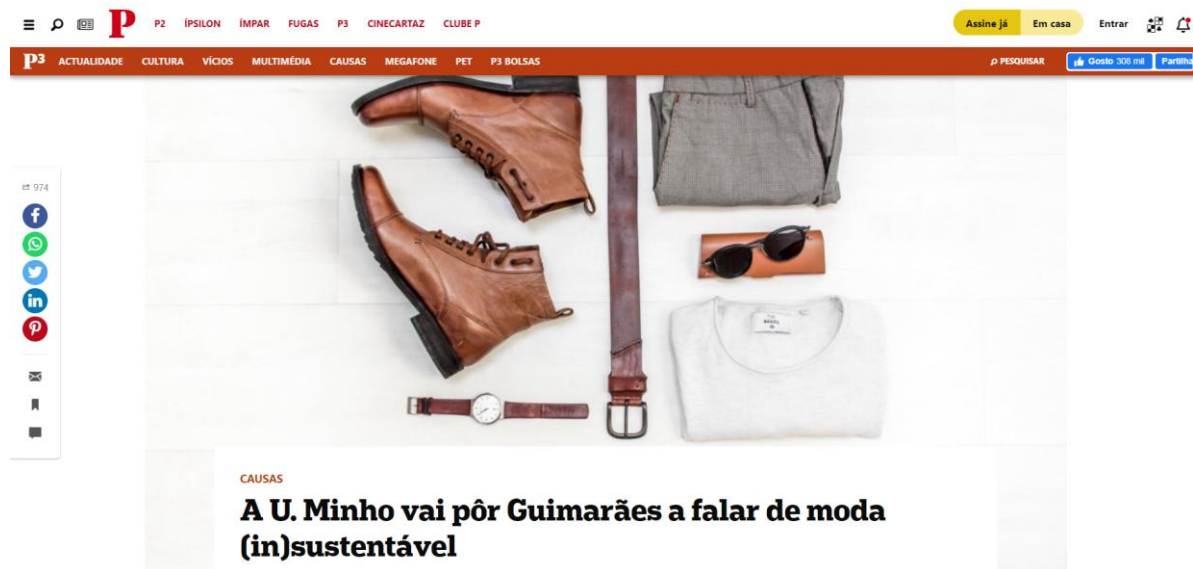 P P2 ÍPSILON ÍMPAR FUGAS P3 CINECARTAZ CLUBE P Assine já Em casa Entrar
P3 ACTUALIDADE CULTURA VÍCIOS MULTIMÉDIA CAUSAS MEGAFONE PET P3 BOLSAS PESQUISAR Gosto 308 mil Partilha
974
CAUSAS
A U. Minho vai pôr Guimarães a falar de moda
(in)sustentável